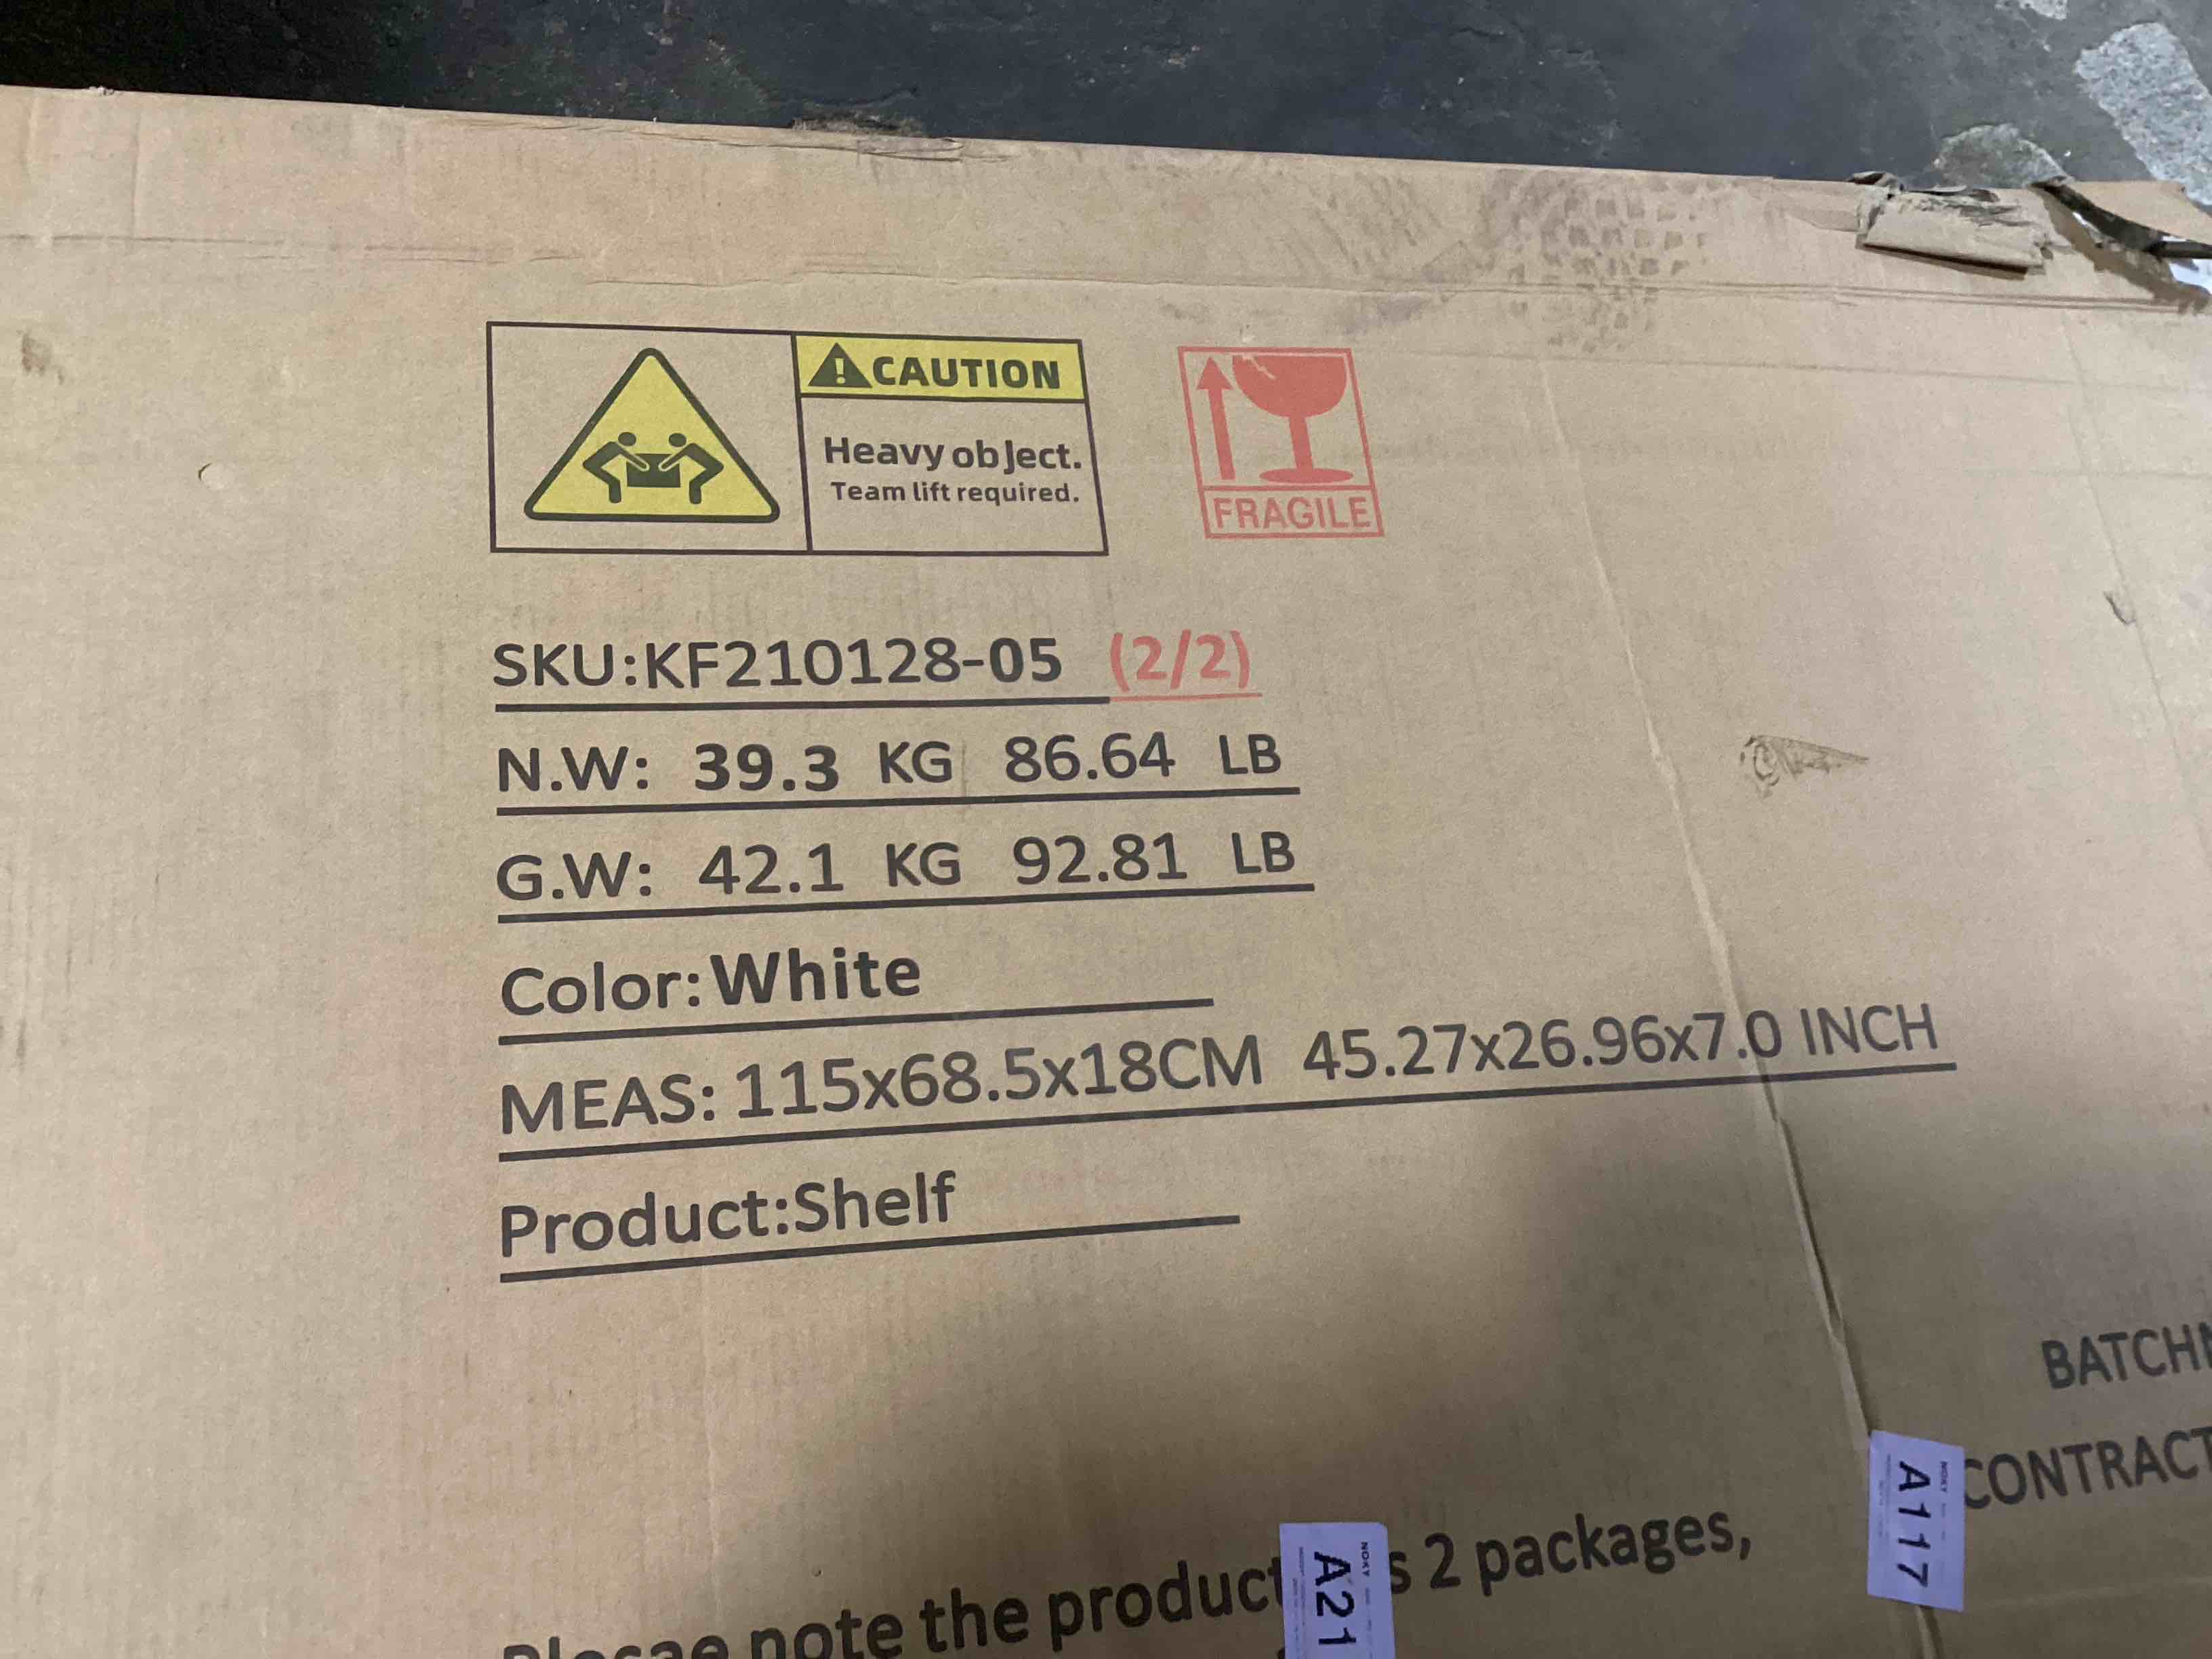 CAUTION
Heavy obJect.
Team lift required.
FRAGILE
SKU:KF210128-05 (2/2)
N.W: 39.3 KG 86.64 LB
G.W: 42.1 KG 92.81 LB
Color:White
MEAS: 115x68.5x18CM 45.27x26.96x7.0 INCH
Product:Shelf
BATCH
CONTRACT
A117
note the product s 2 packages,
A21